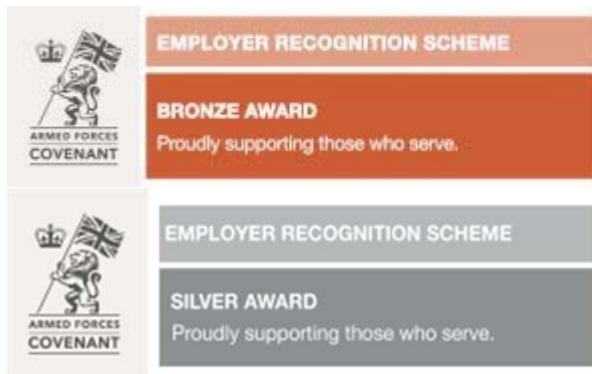 EMPLOYER RECOGNITION SCHEME
BRONZE AWARD
Proudly supporting those who serve.
ARMED FORCES
COVENANT
EMPLOYER RECOGNITION SCHEME
SILVER AWARD
Proudly supporting those who serve.
ARMED FORCES
COVENANT